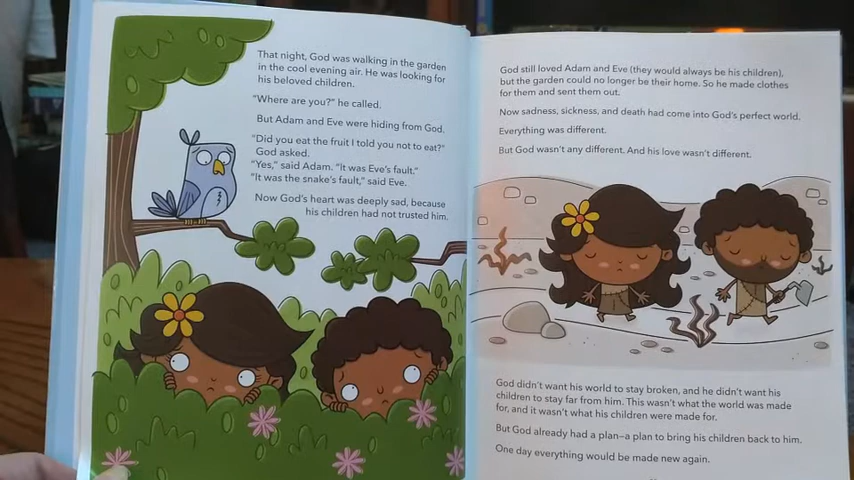 That night, God was walking in the garden
in the cool evening air. He was looking for
his beloved children.
"Where are you?" he called.
But Adam and Eve were hiding from God.
"Did you eat the fruit I told you not to eat?"
God asked.
"Yes," said Adam. "It was Eve's fault."
"It was the snake's fault," said Eve.
Now God's heart was deeply sad, because
his children had not trusted him.
God still loved Adam and Eve (they would always be his children),
but the garden could no longer be their home. So he made clothes
for them and sent them out.
Now sadness, sickness, and death had come into God's perfect world.
Everything was different.
But God wasn't any different. And his love wasn't different.
God didn't want his world to stay broken, and he didn't want his
children to stay far from him. This wasn't what the world was made
for, and it wasn't what his children were made for.
But God already had a plan—a plan to bring his children back to him.
One day everything would be made new again.